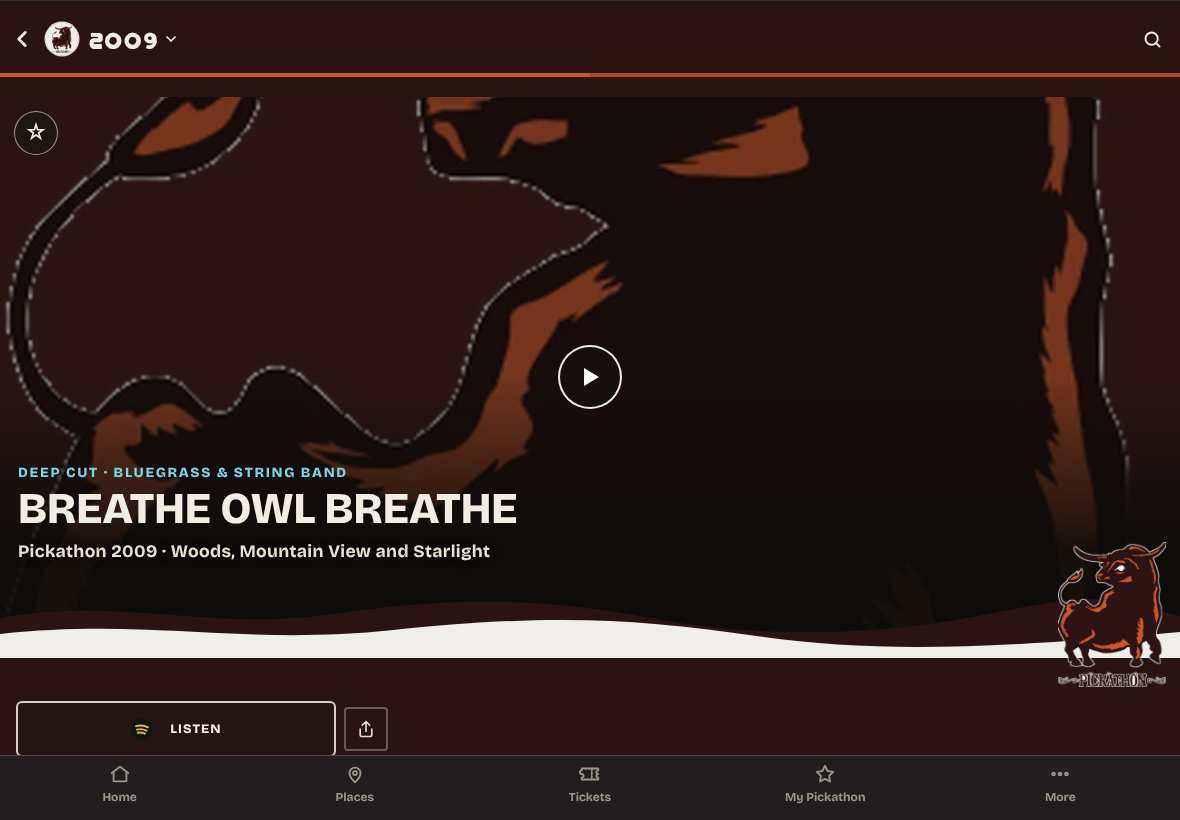 2009
DEEP CUT · BLUEGRASS & STRING BAND
BREATHE OWL BREATHE
Pickathon 2009 · Woods, Mountain View and Starlight
PICKATHON
LISTEN
Home
Places
Tickets
My Pickathon
More